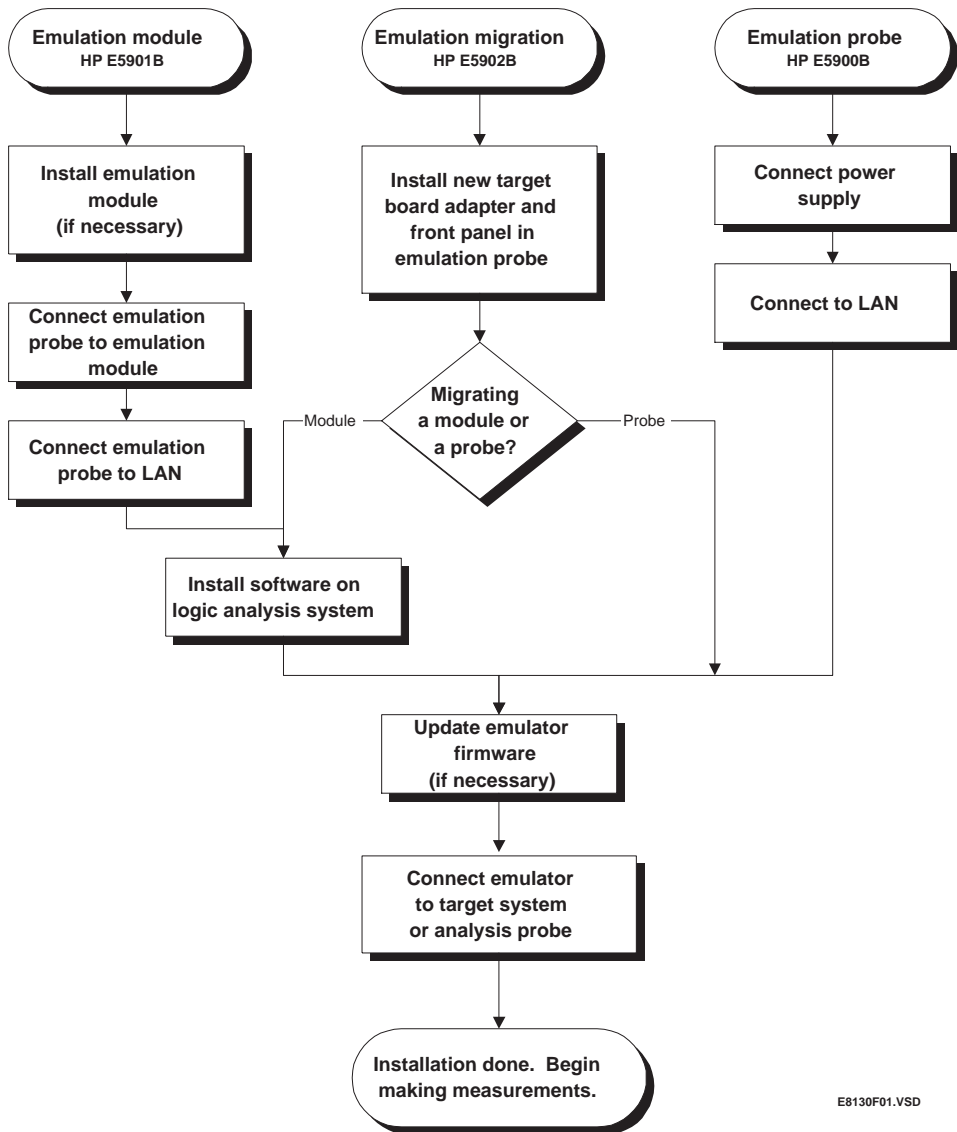 Emulation module
HP E5901B
Emulation migration
HP E5902B
Emulation probe
HP E5900B
Install emulation
module
(if necessary)
Install new target
board adapter and
front panel in
emulation probe
Connect power
supply
Connect emulation
probe to emulation
module
Connect to LAN
Migrating
a module or
a probe?
Module
Probe
Connect emulation
probe to LAN
Install software on
logic analysis system
Update emulator
firmware
(if necessary)
Connect emulator
to target system
or analysis probe
Installation done.  Begin
making measurements.
E8130F01.VSD